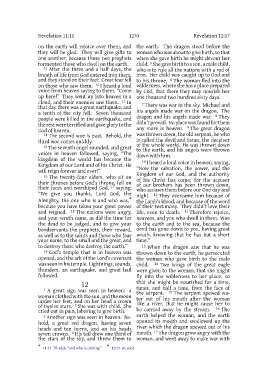 Revelation 11:11
1270
Revelation 12:17
on the earth will rejoice over them, and
they will be glad. They will give gifts to
one another, because these two prophets
tormented those who dwell on the earth.
11 After the three and a half days, the
breath of life from God entered into them,
and they stood on their feet. Great fear fell
on those who saw them. 12 I heard a loud
voice from heaven saying to them, “Come
up here!” They went up into heaven in a
cloud, and their enemies saw them. 13 In
that day there was a great earthquake, and
a tenth of the city fell. Seven thousand
people were killed in the earthquake, and
the rest were terrified and gave glory to the
God of heaven.
14 The second woe is past. Behold, the
third woe comes quickly.
15 The seventh angel sounded, and great
voices in heaven followed, saying, “The
kingdom of the world has become the
Kingdom of our Lord and of his Christ. He
will reign forever and ever!”
16 The twenty-four elders, who sit on
their thrones before God’s throne, fell on
their faces and worshiped God, 17 saying:
“We give you thanks, Lord God, the
Almighty, the one who is and who was,
because you have taken your great power
and reigned. 18 The nations were angry,
and your wrath came, as did the time for
the dead to be judged, and to give your
bondservants the prophets, their reward,
as well as to the saints and those who fear
your name, to the small and the great, and
to destroy those who destroy the earth.”
19 God’s temple that is in heaven was
opened, and the ark of the Lord’s covenant
was seen in his temple. Lightnings, sounds,
thunders, an earthquake, and great hail
followed.
12
1 A great sign was seen in heaven: a
woman clothed with the sun, and the moon
under her feet, and on her head a crown
of twelve stars. 2 She was with child. She
cried out in pain, laboring to give birth.
3 Another sign was seen in heaven. Behold,
a great red dragon, having seven
heads and ten horns, and on his heads
seven crowns. 4 His tail drew one third of
the stars of the sky, and threw them to
the earth. The dragon stood before the
woman who was about to give birth, so that
when she gave birth he might devour her
child. 5 She gave birth to a son, a male child,
who is to rule all the nations with a rod of
iron. Her child was caught up to God and
to his throne. 6 The woman fled into the
wilderness, where she has a place prepared
by God, that there they may nourish her
one thousand two hundred sixty days.
7 There was war in the sky. Michael and
his angels made war on the dragon. The
dragon and his angels made war. 8 They
didn’t prevail. No place was found for them
any more in heaven. 9 The great dragon
was thrown down, the old serpent, he who
is called the devil and Satan, the deceiver
of the whole world. He was thrown down
to the earth, and his angels were thrown
down with him.
10 I heard a loud voice in heaven, saying,
“Now the salvation, the power, and the
Kingdom of our God, and the authority
of his Christ has come; for the accuser
of our brothers has been thrown down,
who accuses them before our God day and
night. 11 They overcame him because of
the Lamb’s blood, and because of the word
of their testimony. They didn’t love their
life, even to death. 12 Therefore rejoice,
heavens, and you who dwell in them. Woe
to the earth and to the sea, because the
devil has gone down to you, having great
wrath, knowing that he has but a short
time.”
13 When the dragon saw that he was
thrown down to the earth, he persecuted
the woman who gave birth to the male
child. 14 Two wings of the great eagle
were given to the woman, that she might
fly into the wilderness to her place, so
that she might be nourished for a time,
times, and half a time, from the face of
the serpent. 15 The serpent spewed water
out of his mouth after the woman
like a river, that he might cause her to
be carried away by the stream. 16 The
earth helped the woman, and the earth
opened its mouth and swallowed up the
river which the dragon spewed out of his
mouth. 17 The dragon grew angry with the
woman, and went away to make war with